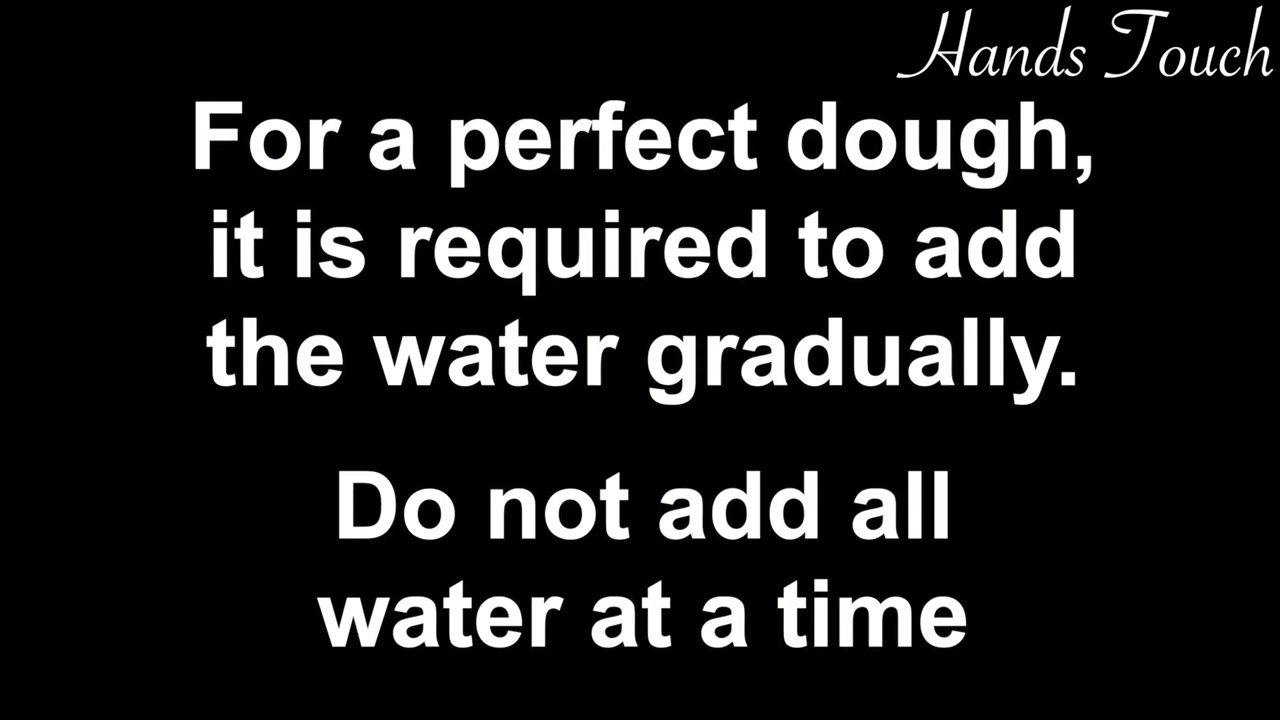 Hands Touch
For a perfect dough,
it is required to add
the water gradually.
Do not add all
water at a time